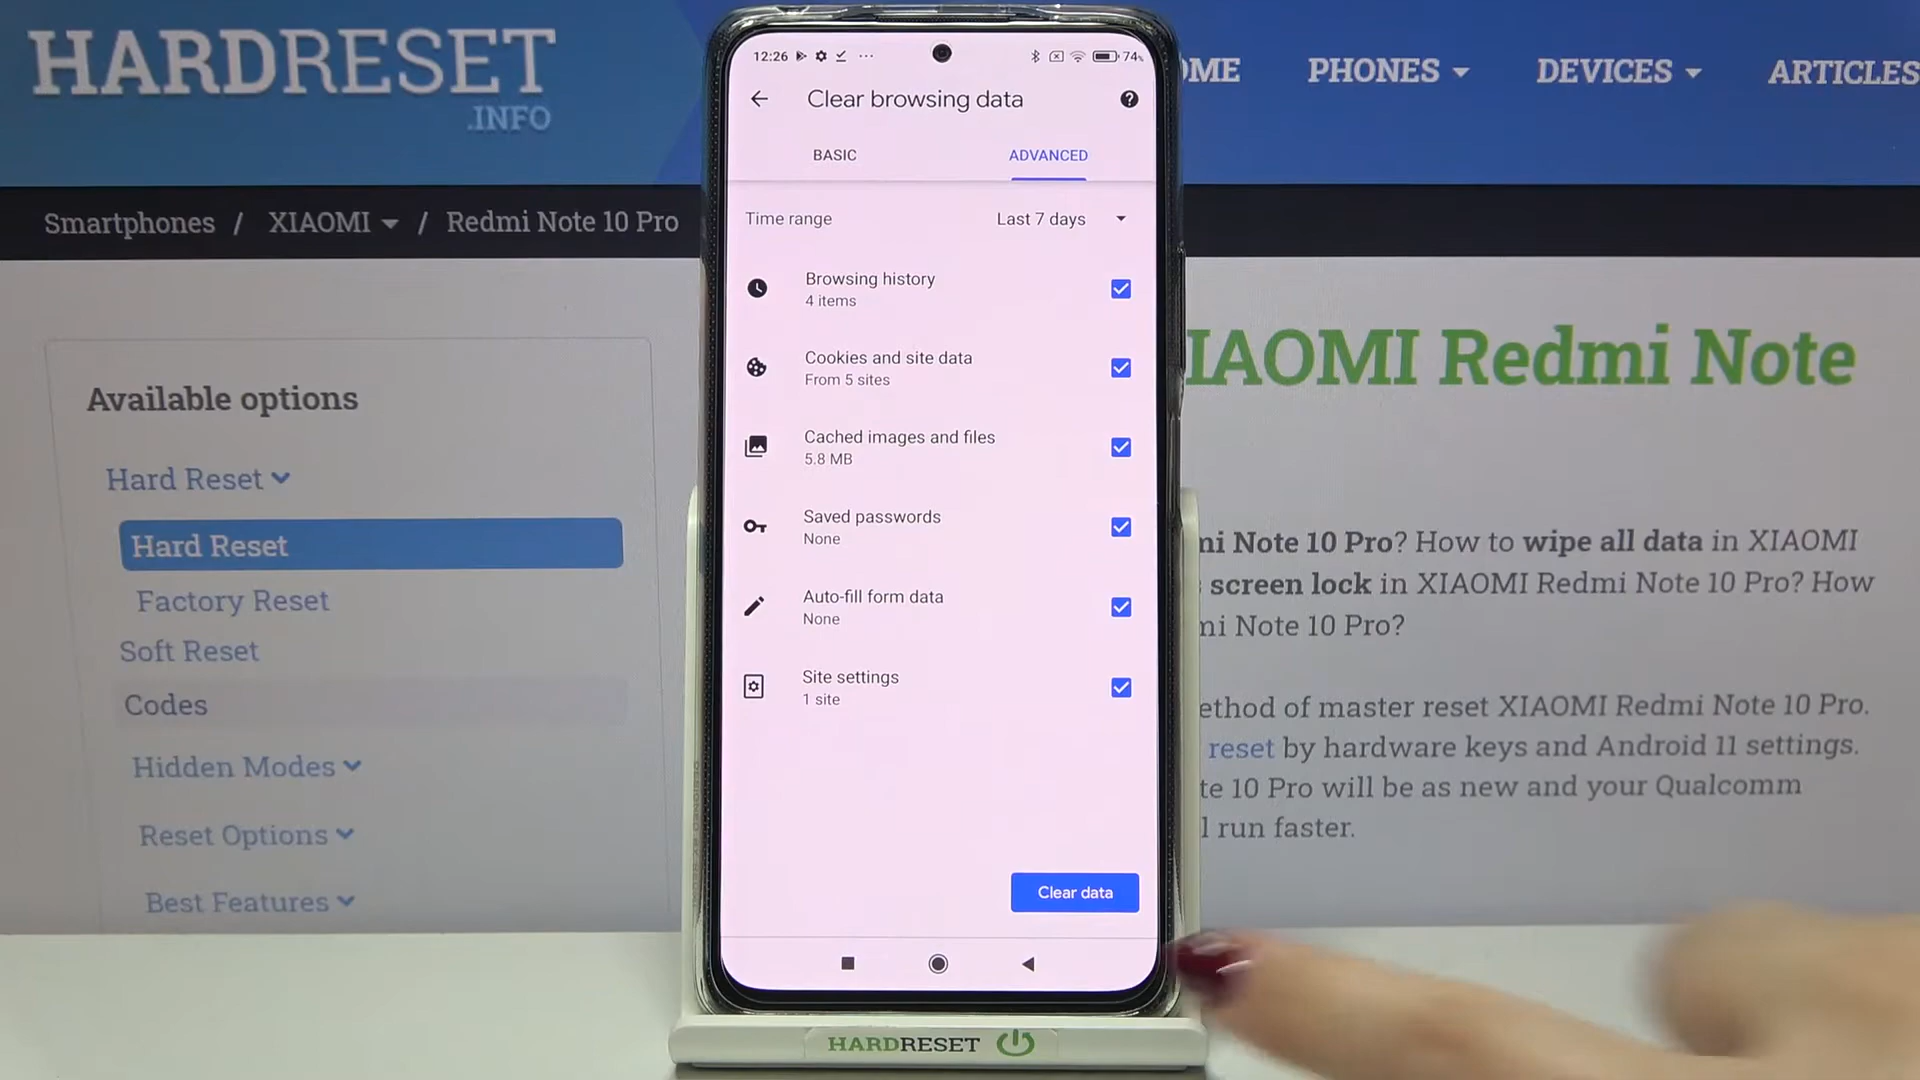 HARDRESET
.INFO
OME
PHONES
DEVICES
ARTICLES
Smartphones / XIAOMI / Redmi Note 10 Pro
Available options
Hard Reset
Hard Reset
Factory Reset
Soft Reset
Codes
Hidden Modes
Reset Options
Best Features
12:26
74%
Clear browsing data
BASIC
ADVANCED
Time range
Last 7 days
Browsing history
4 items
Cookies and site data
From 5 sites
Cached images and files
5.8 MB
Saved passwords
None
Auto-fill form data
None
Site settings
1 site
Clear data
HARDRESET
IAOMI Redmi Note
mi Note 10 Pro? How to wipe all data in XIAOMI
screen lock in XIAOMI Redmi Note 10 Pro? How
mi Note 10 Pro?
ethod of master reset XIAOMI Redmi Note 10 Pro.
reset by hardware keys and Android 11 settings.
te 10 Pro will be as new and your Qualcomm
l run faster.